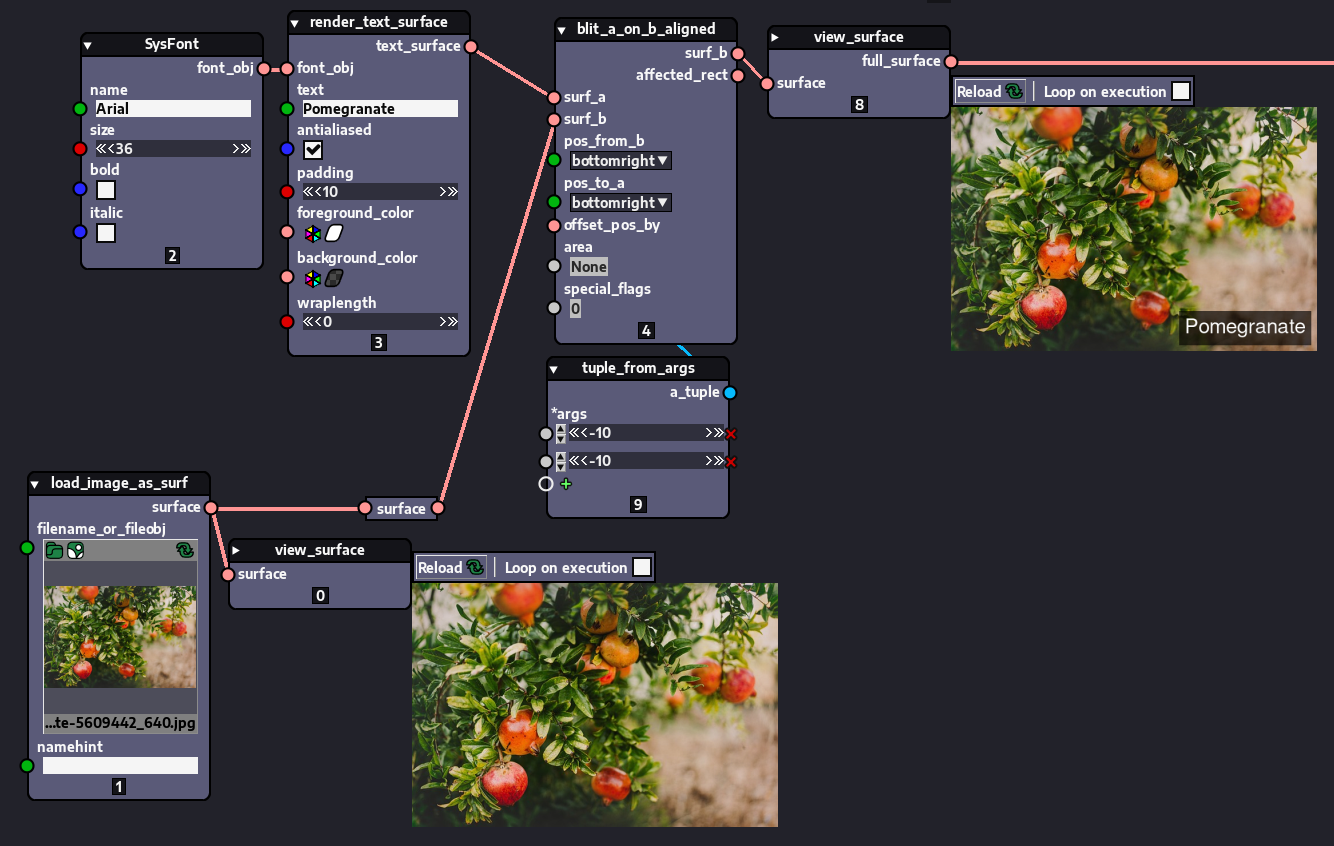 SysFont
font_obj
name
Arial
size
36
bold
italic
2
render_text_surface
text_surface
font_obj
text
Pomegranate
antialiased
padding
10
foreground_color
background_color
wraplength
0
3
blit_a_on_b_aligned
surf_b
affected_rect
surf_a
surf_b
pos_from_b
bottomright
pos_to_a
bottomright
offset_pos_by
area
None
special_flags
0
4
view_surface
full_surface
surface
8
Reload
Loop on execution
Pomegranate
tuple_from_args
a_tuple
*args
-10
-10
9
load_image_as_surf
surface
filename_or_fileobj
...te-5609442_640.jpg
namehint
1
surface
view_surface
surface
0
Reload
Loop on execution